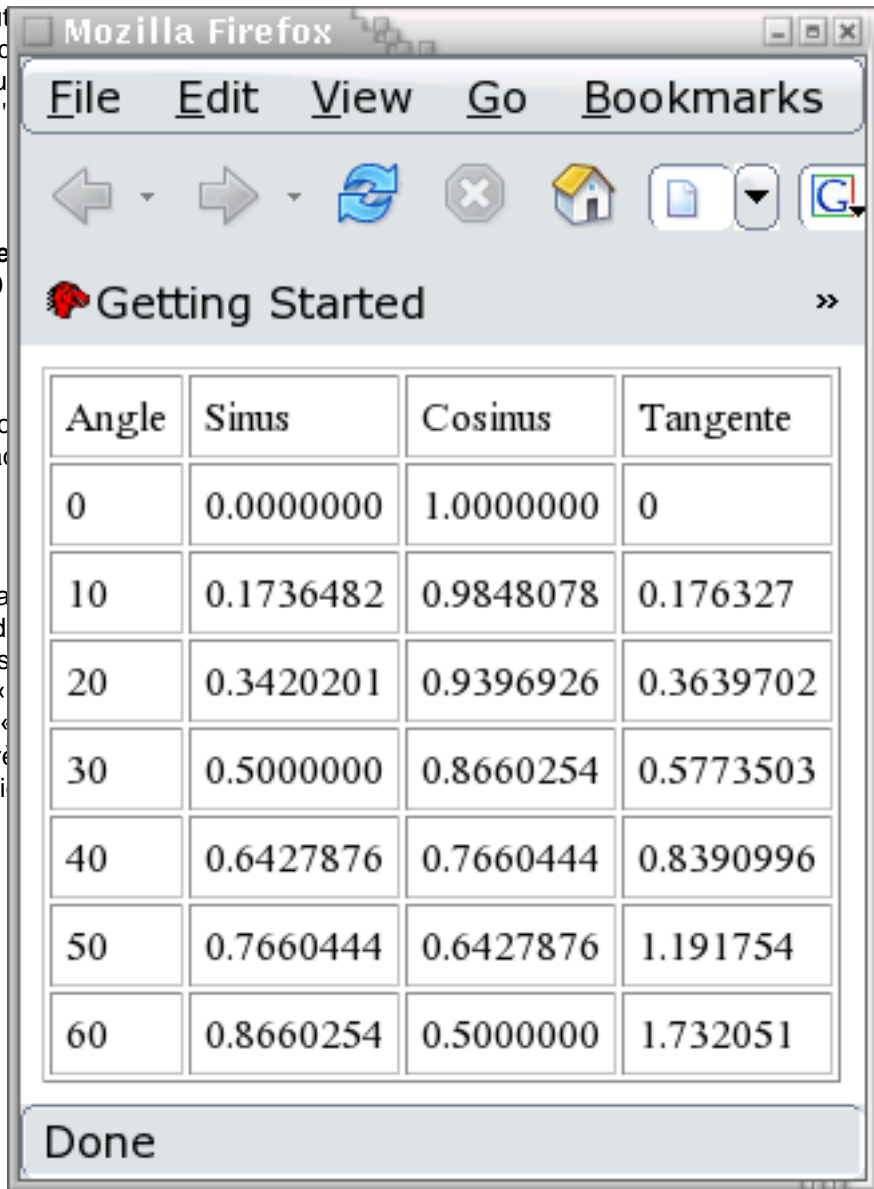 Mozilla Firefox
File Edit View Go Bookmarks
G
Getting Started »
Angle Sinus Cosinus Tangente
0 0.0000000 1.0000000 0
10 0.1736482 0.9848078 0.176327
20 0.3420201 0.9396926 0.3639702
30 0.5000000 0.8660254 0.5773503
40 0.6427876 0.7660444 0.8390996
50 0.7660444 0.6427876 1.191754
60 0.8660254 0.5000000 1.732051
Done